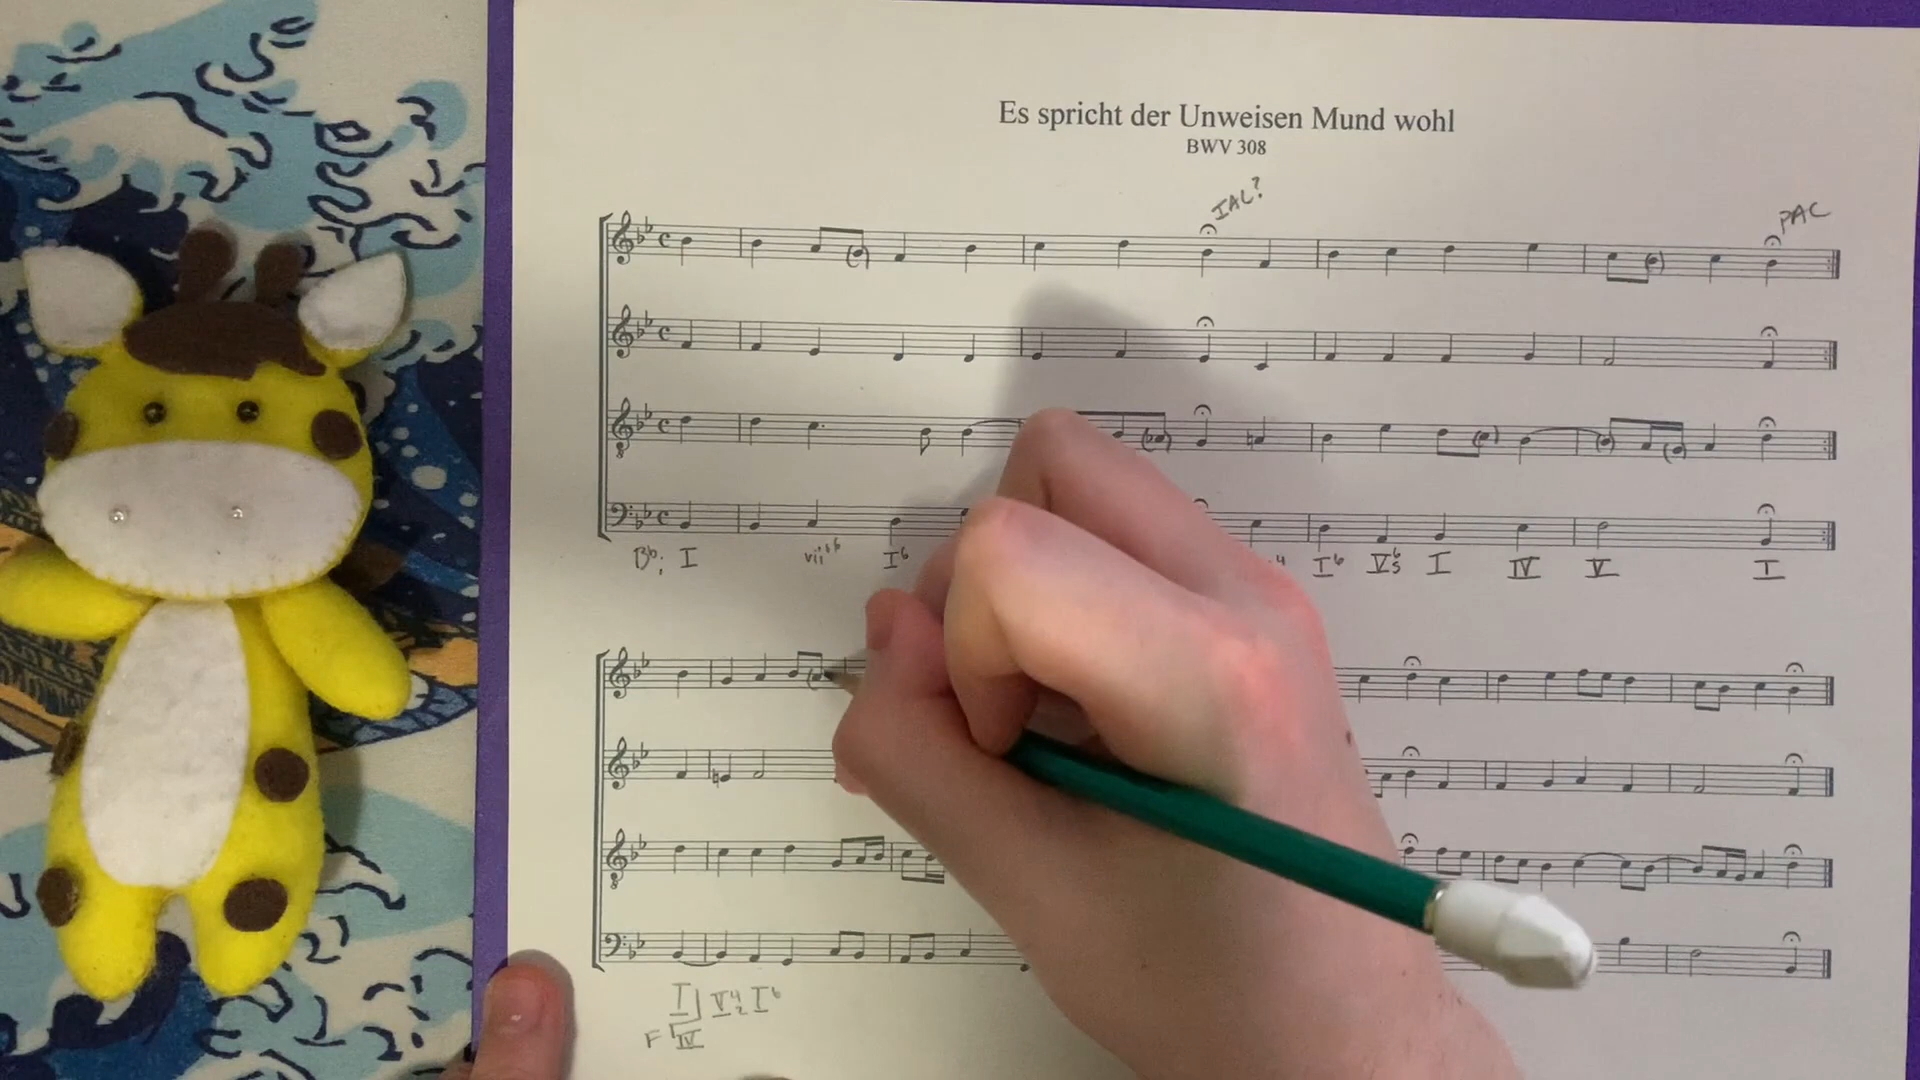 Es spricht der Unweisen Mund wohl
BWV 308
IAC?
PAC
Bb: I vii°6 I6 I6 V6 5 I IV V I
I V4 2 I6
F IV